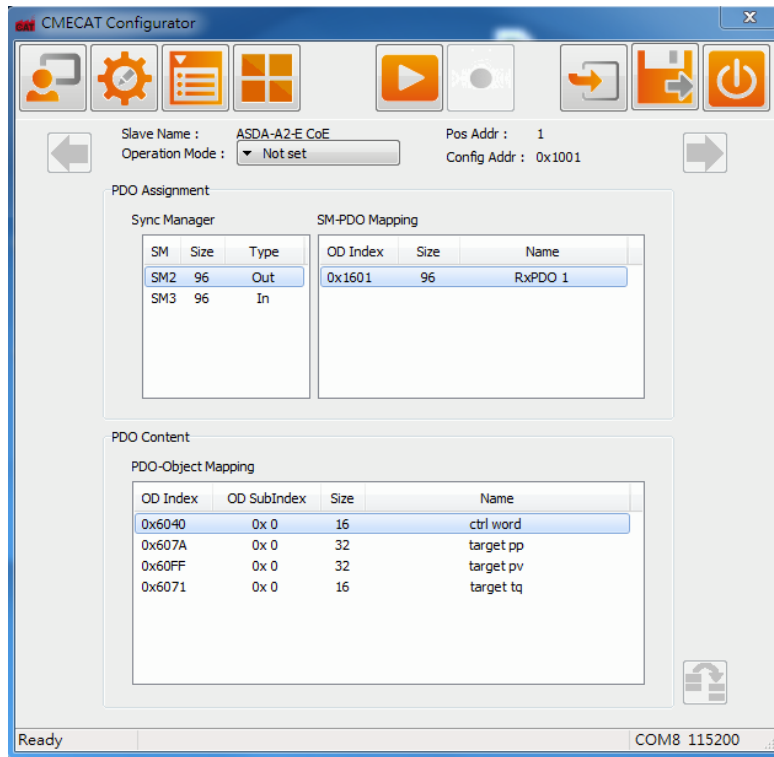 CAT CMECAT Configurator
Slave Name : ASDA-A2-E CoE Pos Addr : 1
Operation Mode : Not set Config Addr : 0x1001
PDO Assignment
Sync Manager SM-PDO Mapping
SM Size Type OD Index Size Name
SM2 96 Out 0x1601 96 RxPDO 1
SM3 96 In
PDO Content
PDO-Object Mapping
OD Index OD SubIndex Size Name
0x6040 0x 0 16 ctrl word
0x607A 0x 0 32 target pp
0x60FF 0x 0 32 target pv
0x6071 0x 0 16 target tq
Ready COM8 115200